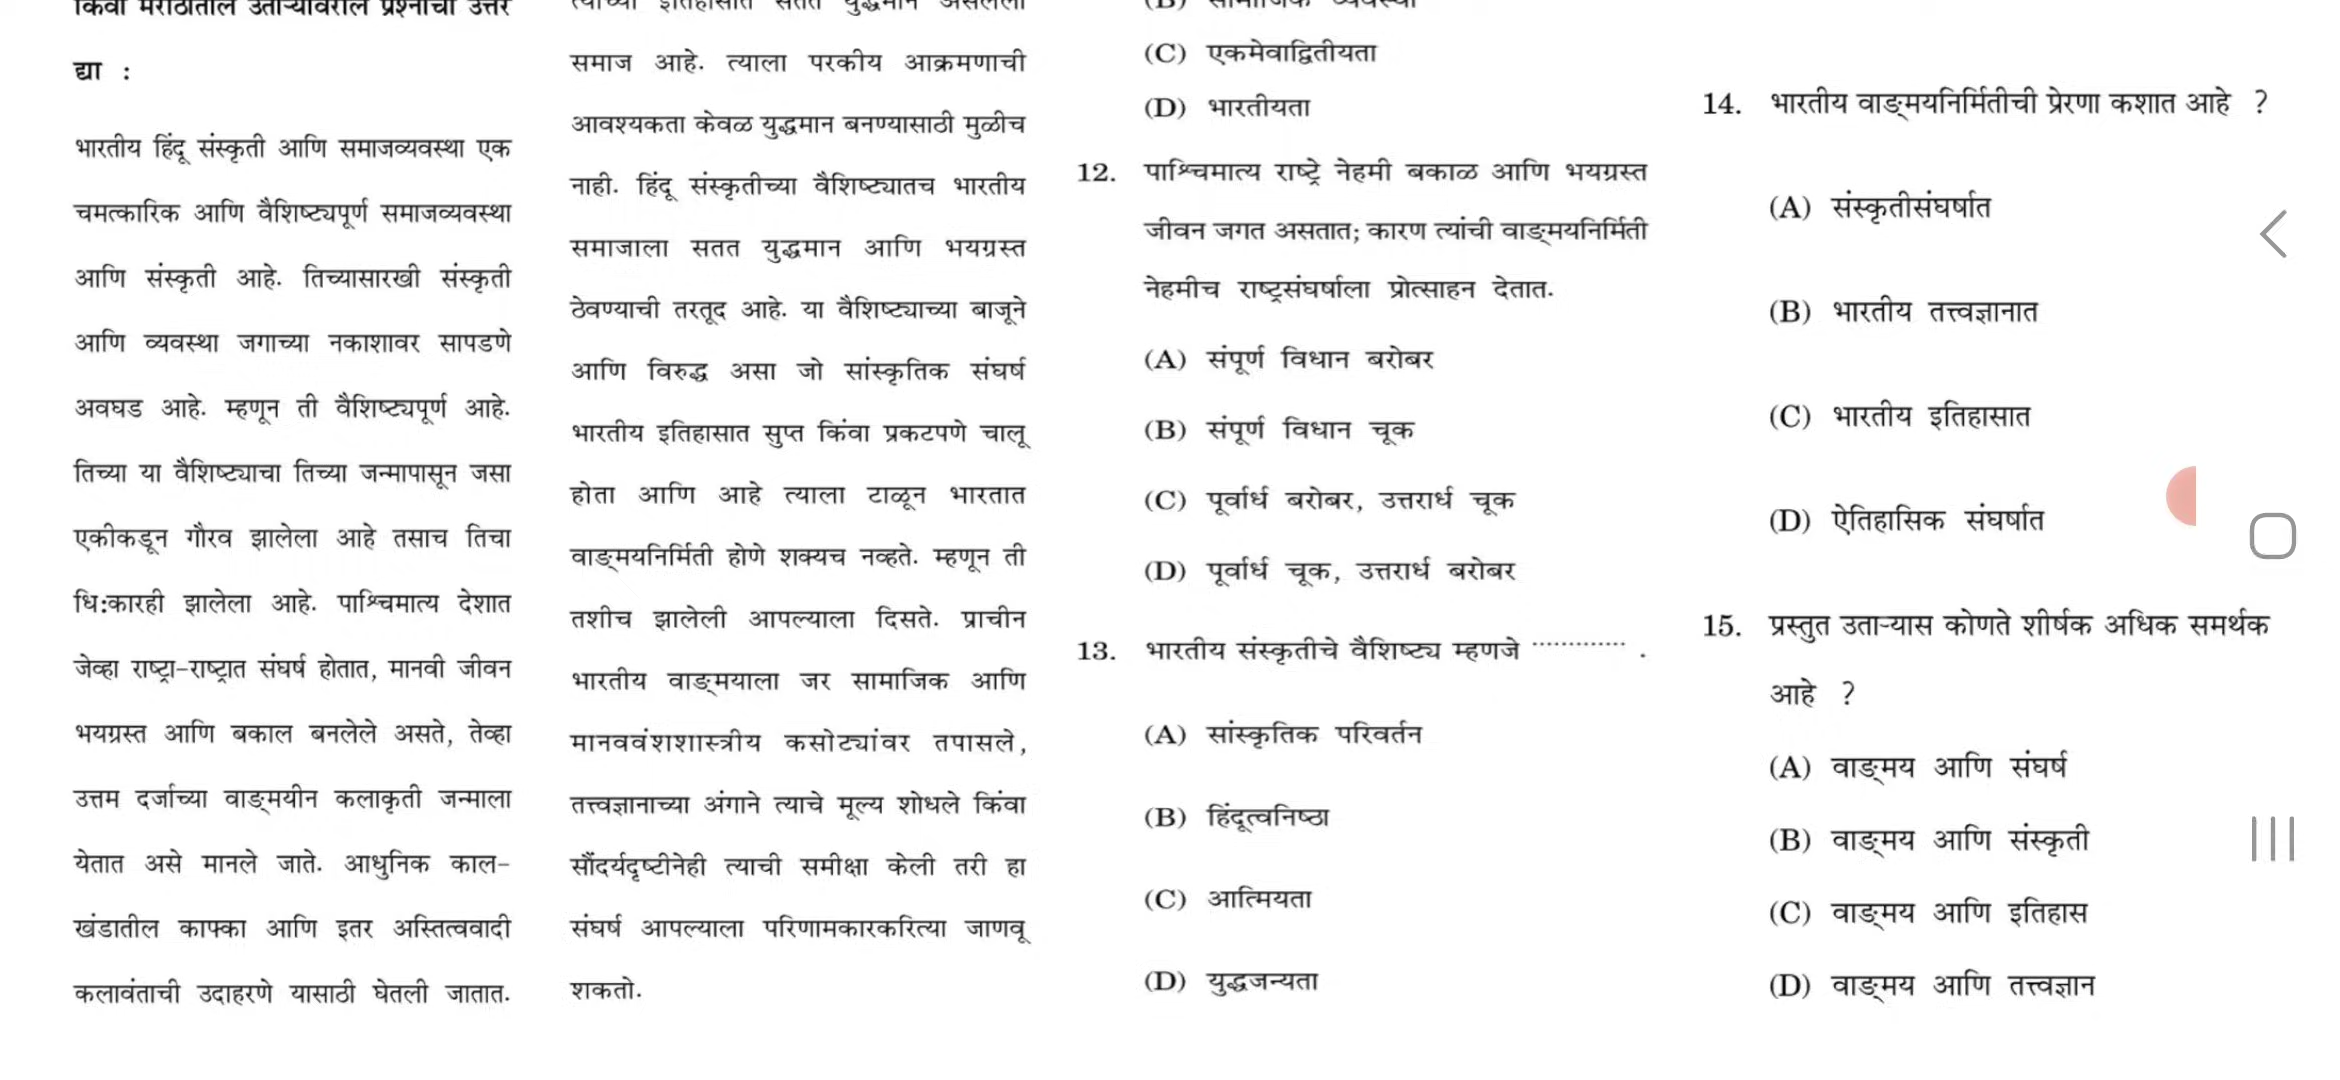 किंवा मराठीतील उताऱ्यावरील प्रश्नांची उत्तरे
द्या :
भारतीय हिंदू संस्कृती आणि समाजव्यवस्था एक
चमत्कारिक आणि वैशिष्ट्यपूर्ण समाजव्यवस्था
आणि संस्कृती आहे. तिच्यासारखी संस्कृती
आणि व्यवस्था जगाच्या नकाशावर सापडणे
अवघड आहे. म्हणून ती वैशिष्ट्यपूर्ण आहे.
तिच्या या वैशिष्ट्याचा तिच्या जन्मापासून जसा
एकीकडून गौरव झालेला आहे तसाच तिचा
धि:कारही झालेला आहे. पाश्चिमात्य देशात
जेव्हा राष्ट्रा-राष्ट्रात संघर्ष होतात, मानवी जीवन
भयग्रस्त आणि बकाल बनलेले असते, तेव्हा
उत्तम दर्जाच्या वाङ्‌मयीन कलाकृती जन्माला
येतात असे मानले जाते. आधुनिक काल-
खंडातील काफ्का आणि इतर अस्तित्ववादी
कलावंताची उदाहरणे यासाठी घेतली जातात.
त्याच्या इतिहासात सतत युद्धमान असलेला
समाज आहे. त्याला परकीय आक्रमणाची
आवश्यकता केवळ युद्धमान बनण्यासाठी मुळीच
नाही. हिंदू संस्कृतीच्या वैशिष्ट्यातच भारतीय
समाजाला सतत युद्धमान आणि भयग्रस्त
ठेवण्याची तरतूद आहे. या वैशिष्ट्याच्या बाजूने
आणि विरुद्ध असा जो सांस्कृतिक संघर्ष
भारतीय इतिहासात सुप्त किंवा प्रकटपणे चालू
होता आणि आहे त्याला टाळून भारतात
वाङ्‌मयनिर्मिती होणे शक्यच नव्हते. म्हणून ती
तशीच झालेली आपल्याला दिसते. प्राचीन
भारतीय वाङ्‌मयाला जर सामाजिक आणि
मानववंशशास्त्रीय कसोट्यांवर तपासले,
तत्त्वज्ञानाच्या अंगाने त्याचे मूल्य शोधले किंवा
सौंदर्यदृष्टीनेही त्याची समीक्षा केली तरी हा
संघर्ष आपल्याला परिणामकारकरित्या जाणवू
शकतो.
(B) सामाजिक व्यवस्था
(C) एकमेवाद्वितीयता
(D) भारतीयता
12. पाश्चिमात्य राष्ट्रे नेहमी बकाळ आणि भयग्रस्त
जीवन जगत असतात; कारण त्यांची वाङ्‌मयनिर्मिती
नेहमीच राष्ट्रसंघर्षाला प्रोत्साहन देतात.
(A) संपूर्ण विधान बरोबर
(B) संपूर्ण विधान चूक
(C) पूर्वार्ध बरोबर, उत्तरार्ध चूक
(D) पूर्वार्ध चूक, उत्तरार्ध बरोबर
13. भारतीय संस्कृतीचे वैशिष्ट्य म्हणजे ............ .
(A) सांस्कृतिक परिवर्तन
(B) हिंदूत्वनिष्ठा
(C) आत्मियता
(D) युद्धजन्यता
14. भारतीय वाङ्‌मयनिर्मितीची प्रेरणा कशात आहे ?
(A) संस्कृतीसंघर्षात
(B) भारतीय तत्त्वज्ञानात
(C) भारतीय इतिहासात
(D) ऐतिहासिक संघर्षात
15. प्रस्तुत उताऱ्यास कोणते शीर्षक अधिक समर्थक
आहे ?
(A) वाङ्‌मय आणि संघर्ष
(B) वाङ्‌मय आणि संस्कृती
(C) वाङ्‌मय आणि इतिहास
(D) वाङ्‌मय आणि तत्त्वज्ञान